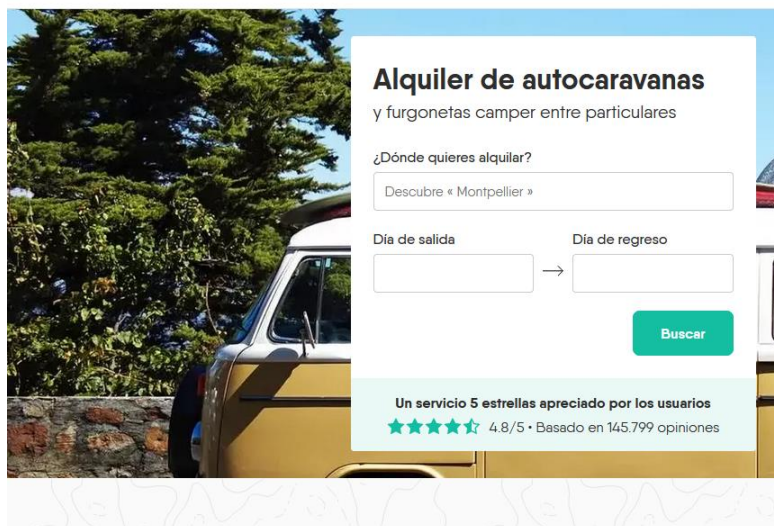 Alquiler de autocaravanas
y furgonetas camper entre particulares
¿Dónde quieres alquilar?
Descubre « Montpellier »
Día de salida
Día de regreso
Buscar
Un servicio 5 estrellas apreciado por los usuarios
4.8/5 • Basado en 145.799 opiniones